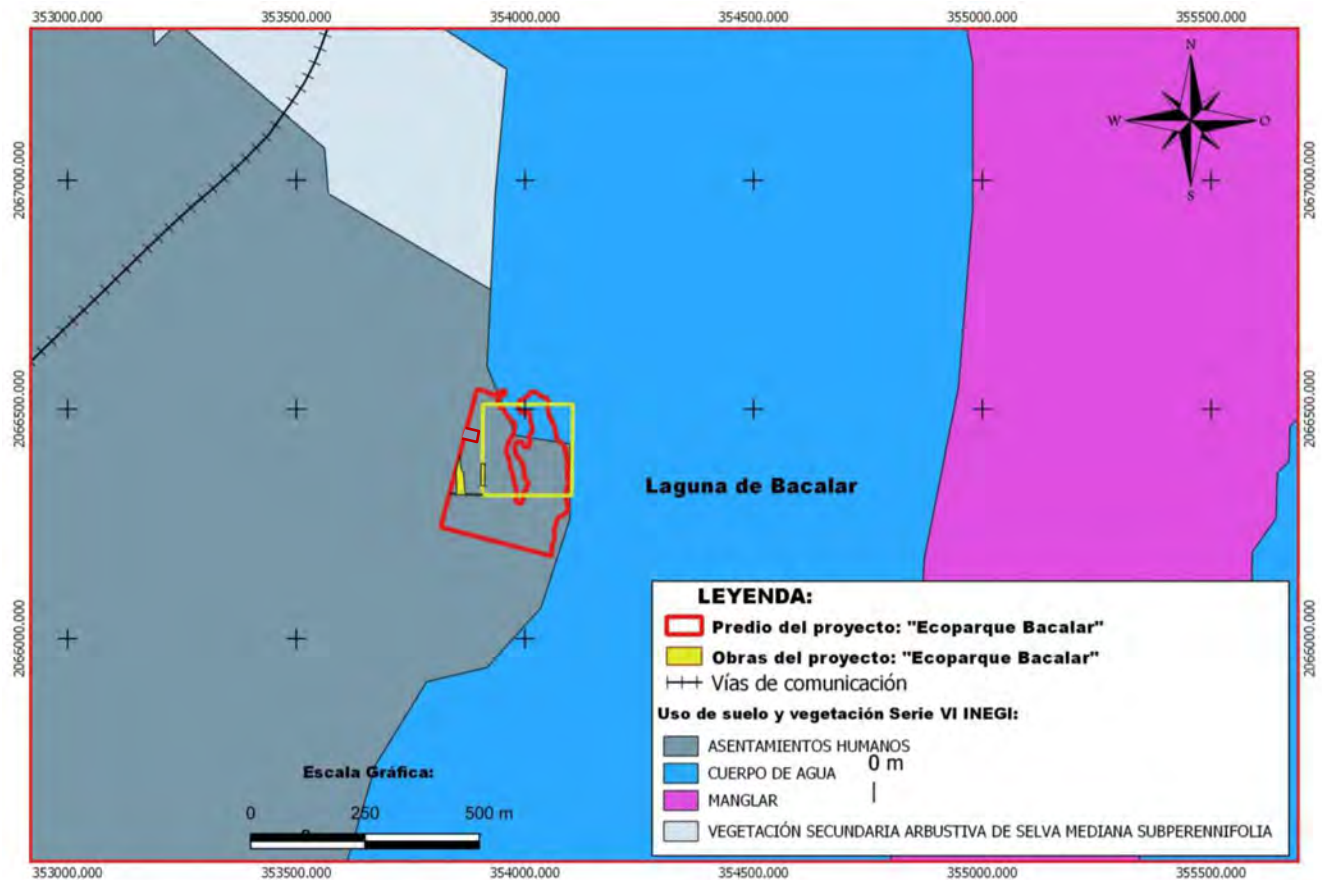 353000.000 353500.000 354000.000 354500.000 355000.000 355500.000
N
W O
S
2067000.000 2067000.000
2066500.000 2066500.000
Laguna de Bacalar
2066000.000 2066000.000
LEYENDA:
Predio del proyecto: "Ecoparque Bacalar"
Obras del proyecto: "Ecoparque Bacalar"
Vías de comunicación
Uso de suelo y vegetación Serie VI INEGI:
ASENTAMIENTOS HUMANOS
CUERPO DE AGUA
MANGLAR
VEGETACIÓN SECUNDARIA ARBUSTIVA DE SELVA MEDIANA SUBPERENNIFOLIA
0 m
Escala Gráfica:
0 250 500 m
353000.000 353500.000 354000.000 354500.000 355000.000 355500.000